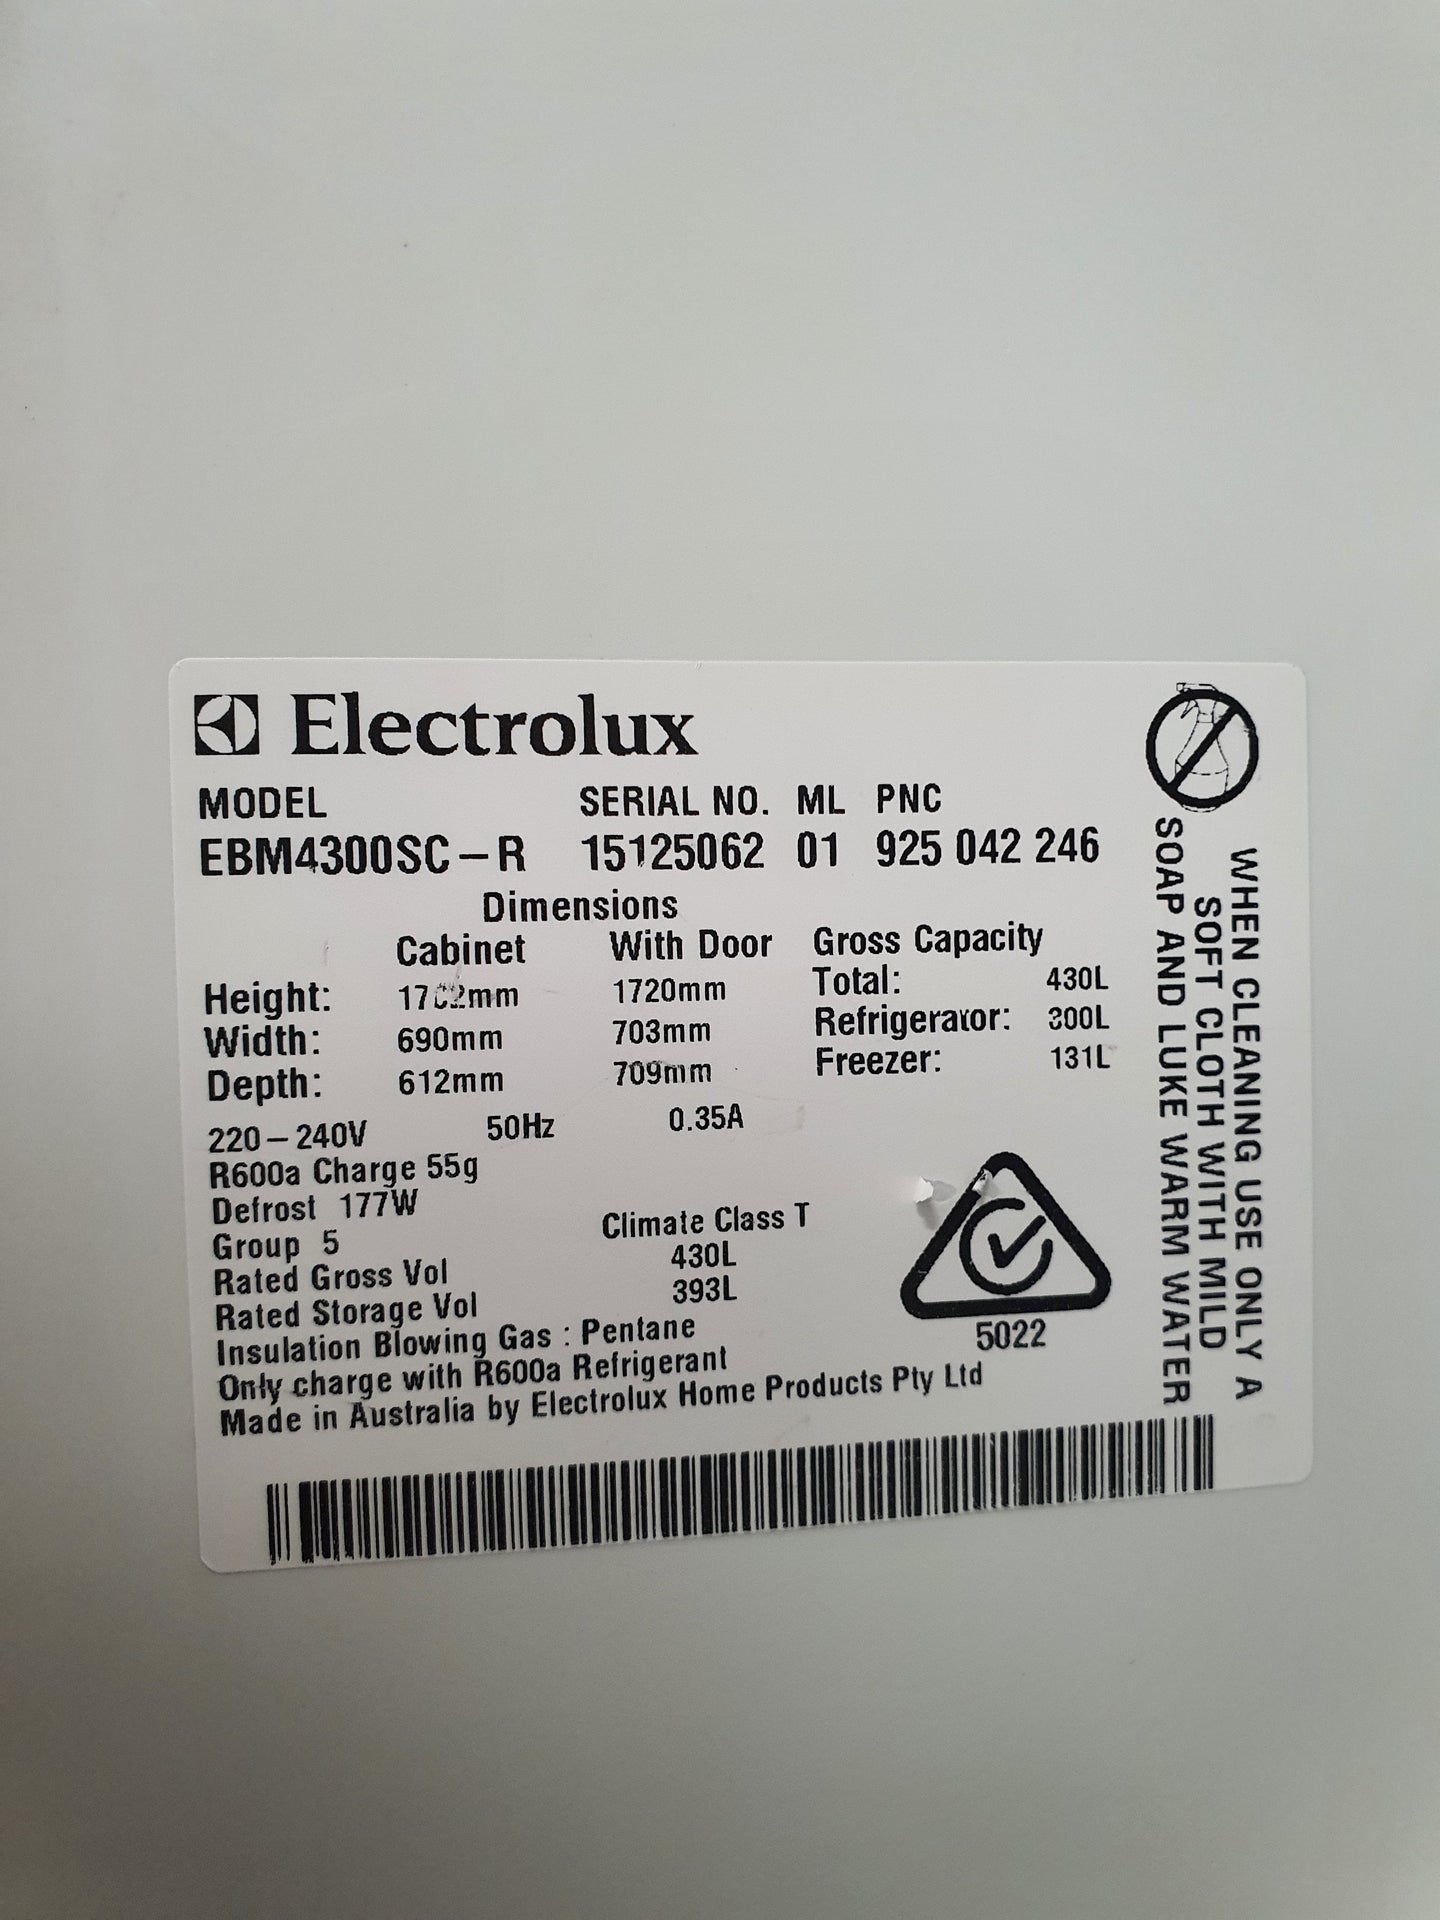 Electrolux
MODEL SERIAL NO. ML PNC
EBM4300SC-R 15125062 01 925 042 246
Dimensions
Cabinet With Door Gross Capacity
Height: 1720mm Total: 430L
Width: 690mm 703mm Refrigerator: 300L
Depth: 612mm 709mm Freezer: 131L
220-240V 50Hz 0.35A
R600a Charge 55g
Defrost 177W
Group 5 Climate Class T
Rated Gross Vol 430L
Rated Storage Vol 393L
Insulation Blowing Gas : Pentane
Only charge with R600a Refrigerant
Made in Australia by Electrolux Home Products Pty Ltd
5022
WHEN CLEANING USE ONLY A
SOFT CLOTH WITH MILD
SOAP AND LUKE WARM WATER